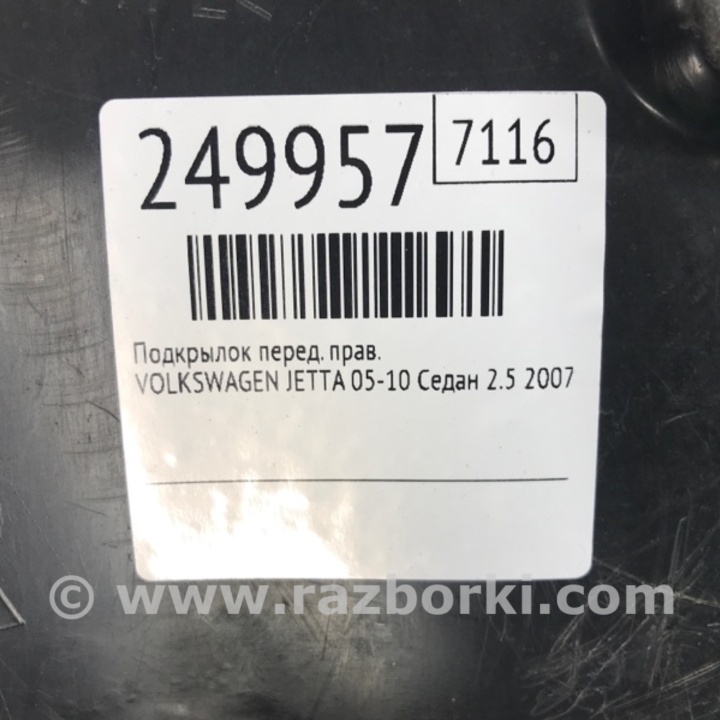 249957
7116
Подкрылок перед. прав.
VOLKSWAGEN JETTA 05-10 Седан 2.5 2007
© www.razborki.com